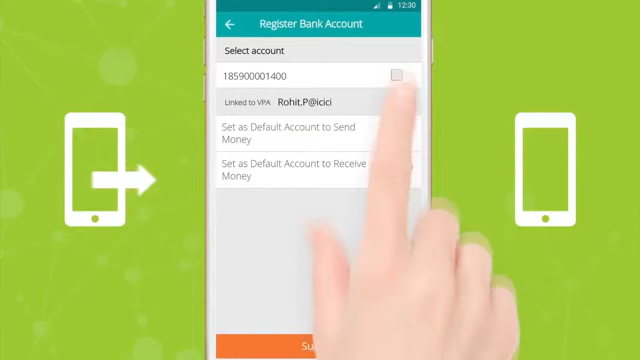 12:30
Register Bank Account
Select account
185900001400
Linked to VPA Rohit.P@icici
Set as Default Account to Send
Money
Set as Default Account to Receive
Money